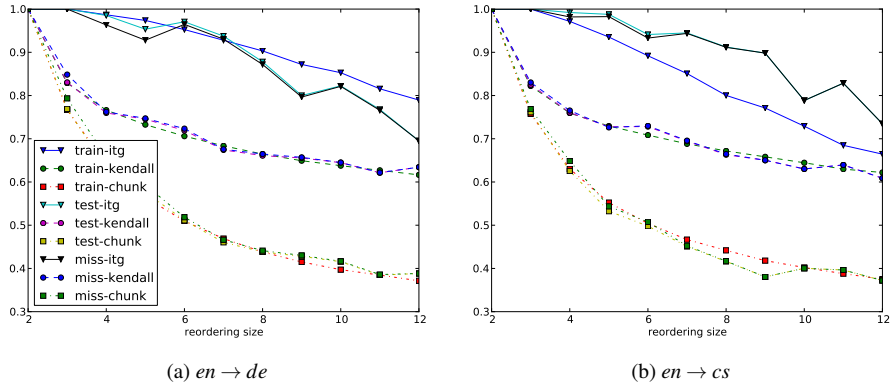 1.0
0.9
0.8
0.7
0.6
0.5
0.4
0.3
train-itg
train-kendall
train-chunk
test-itg
test-kendall
test-chunk
miss-itg
miss-kendall
miss-chunk
2 4 6 8 10 12
reordering size
(a) en → de
1.0
0.9
0.8
0.7
0.6
0.5
0.4
0.3
2 4 6 8 10 12
reordering size
(b) en → cs